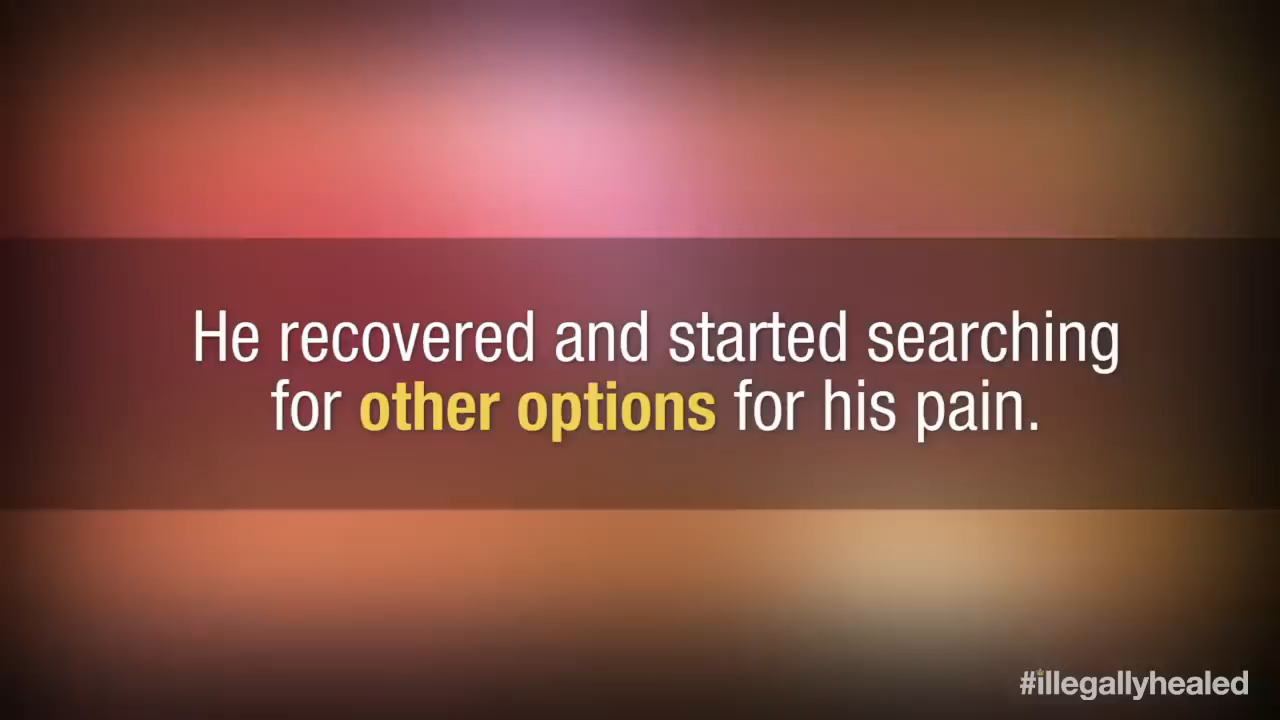 He recovered and started searching
for other options for his pain.
#illegallyhealed